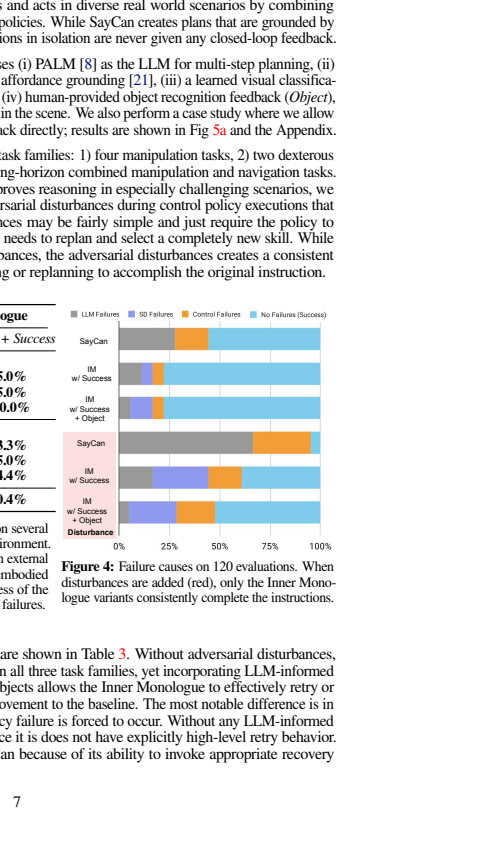 s and acts in diverse real world scenarios by combining
policies. While SayCan creates plans that are grounded by
ions in isolation are never given any closed-loop feedback.
ses (i) PALM [8] as the LLM for multi-step planning, (ii)
affordance grounding [21], (iii) a learned visual classifica-
(iv) human-provided object recognition feedback (Object),
in the scene. We also perform a case study where we allow
ack directly; results are shown in Fig 5a and the Appendix.
task families: 1) four manipulation tasks, 2) two dexterous
ng-horizon combined manipulation and navigation tasks.
proves reasoning in especially challenging scenarios, we
ersarial disturbances during control policy executions that
nces may be fairly simple and just require the policy to
needs to replan and select a completely new skill. While
bances, the adversarial disturbances creates a consistent
ng or replanning to accomplish the original instruction.
ogue
+ Success
5.0%
5.0%
0.0%
3.3%
5.0%
4.4%
0.4%
on several
ironment.
n external
mbodied
ess of the
failures.
LLM Failures SD Failures Control Failures No Failures (Success)
SayCan
IM
w/ Success
IM
w/ Success
+ Object
SayCan
IM
w/ Success
IM
w/ Success
+ Object
Disturbance
0% 25% 50% 75% 100%
Figure 4: Failure causes on 120 evaluations. When
disturbances are added (red), only the Inner Mono-
logue variants consistently complete the instructions.
are shown in Table 3. Without adversarial disturbances,
n all three task families, yet incorporating LLM-informed
bjects allows the Inner Monologue to effectively retry or
ovement to the baseline. The most notable difference is in
cy failure is forced to occur. Without any LLM-informed
ce it is does not have explicitly high-level retry behavior.
an because of its ability to invoke appropriate recovery
7